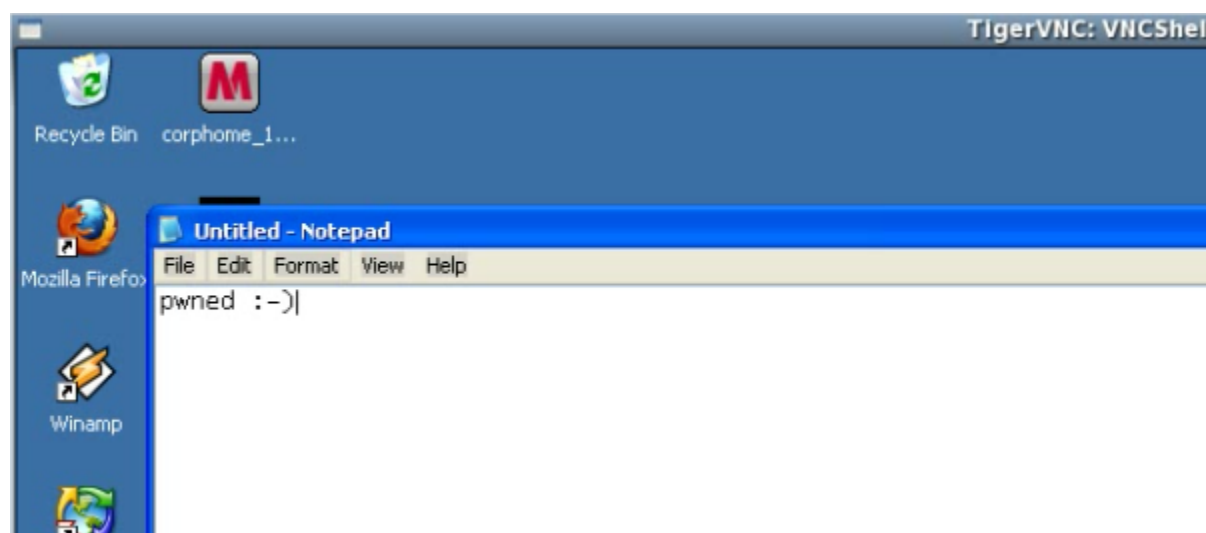 TigerVNC: VNCShel
M
Recycle Bin
corphome_1...
Mozilla Firefox
Untitled - Notepad
File Edit Format View Help
pwned :-)
Winamp